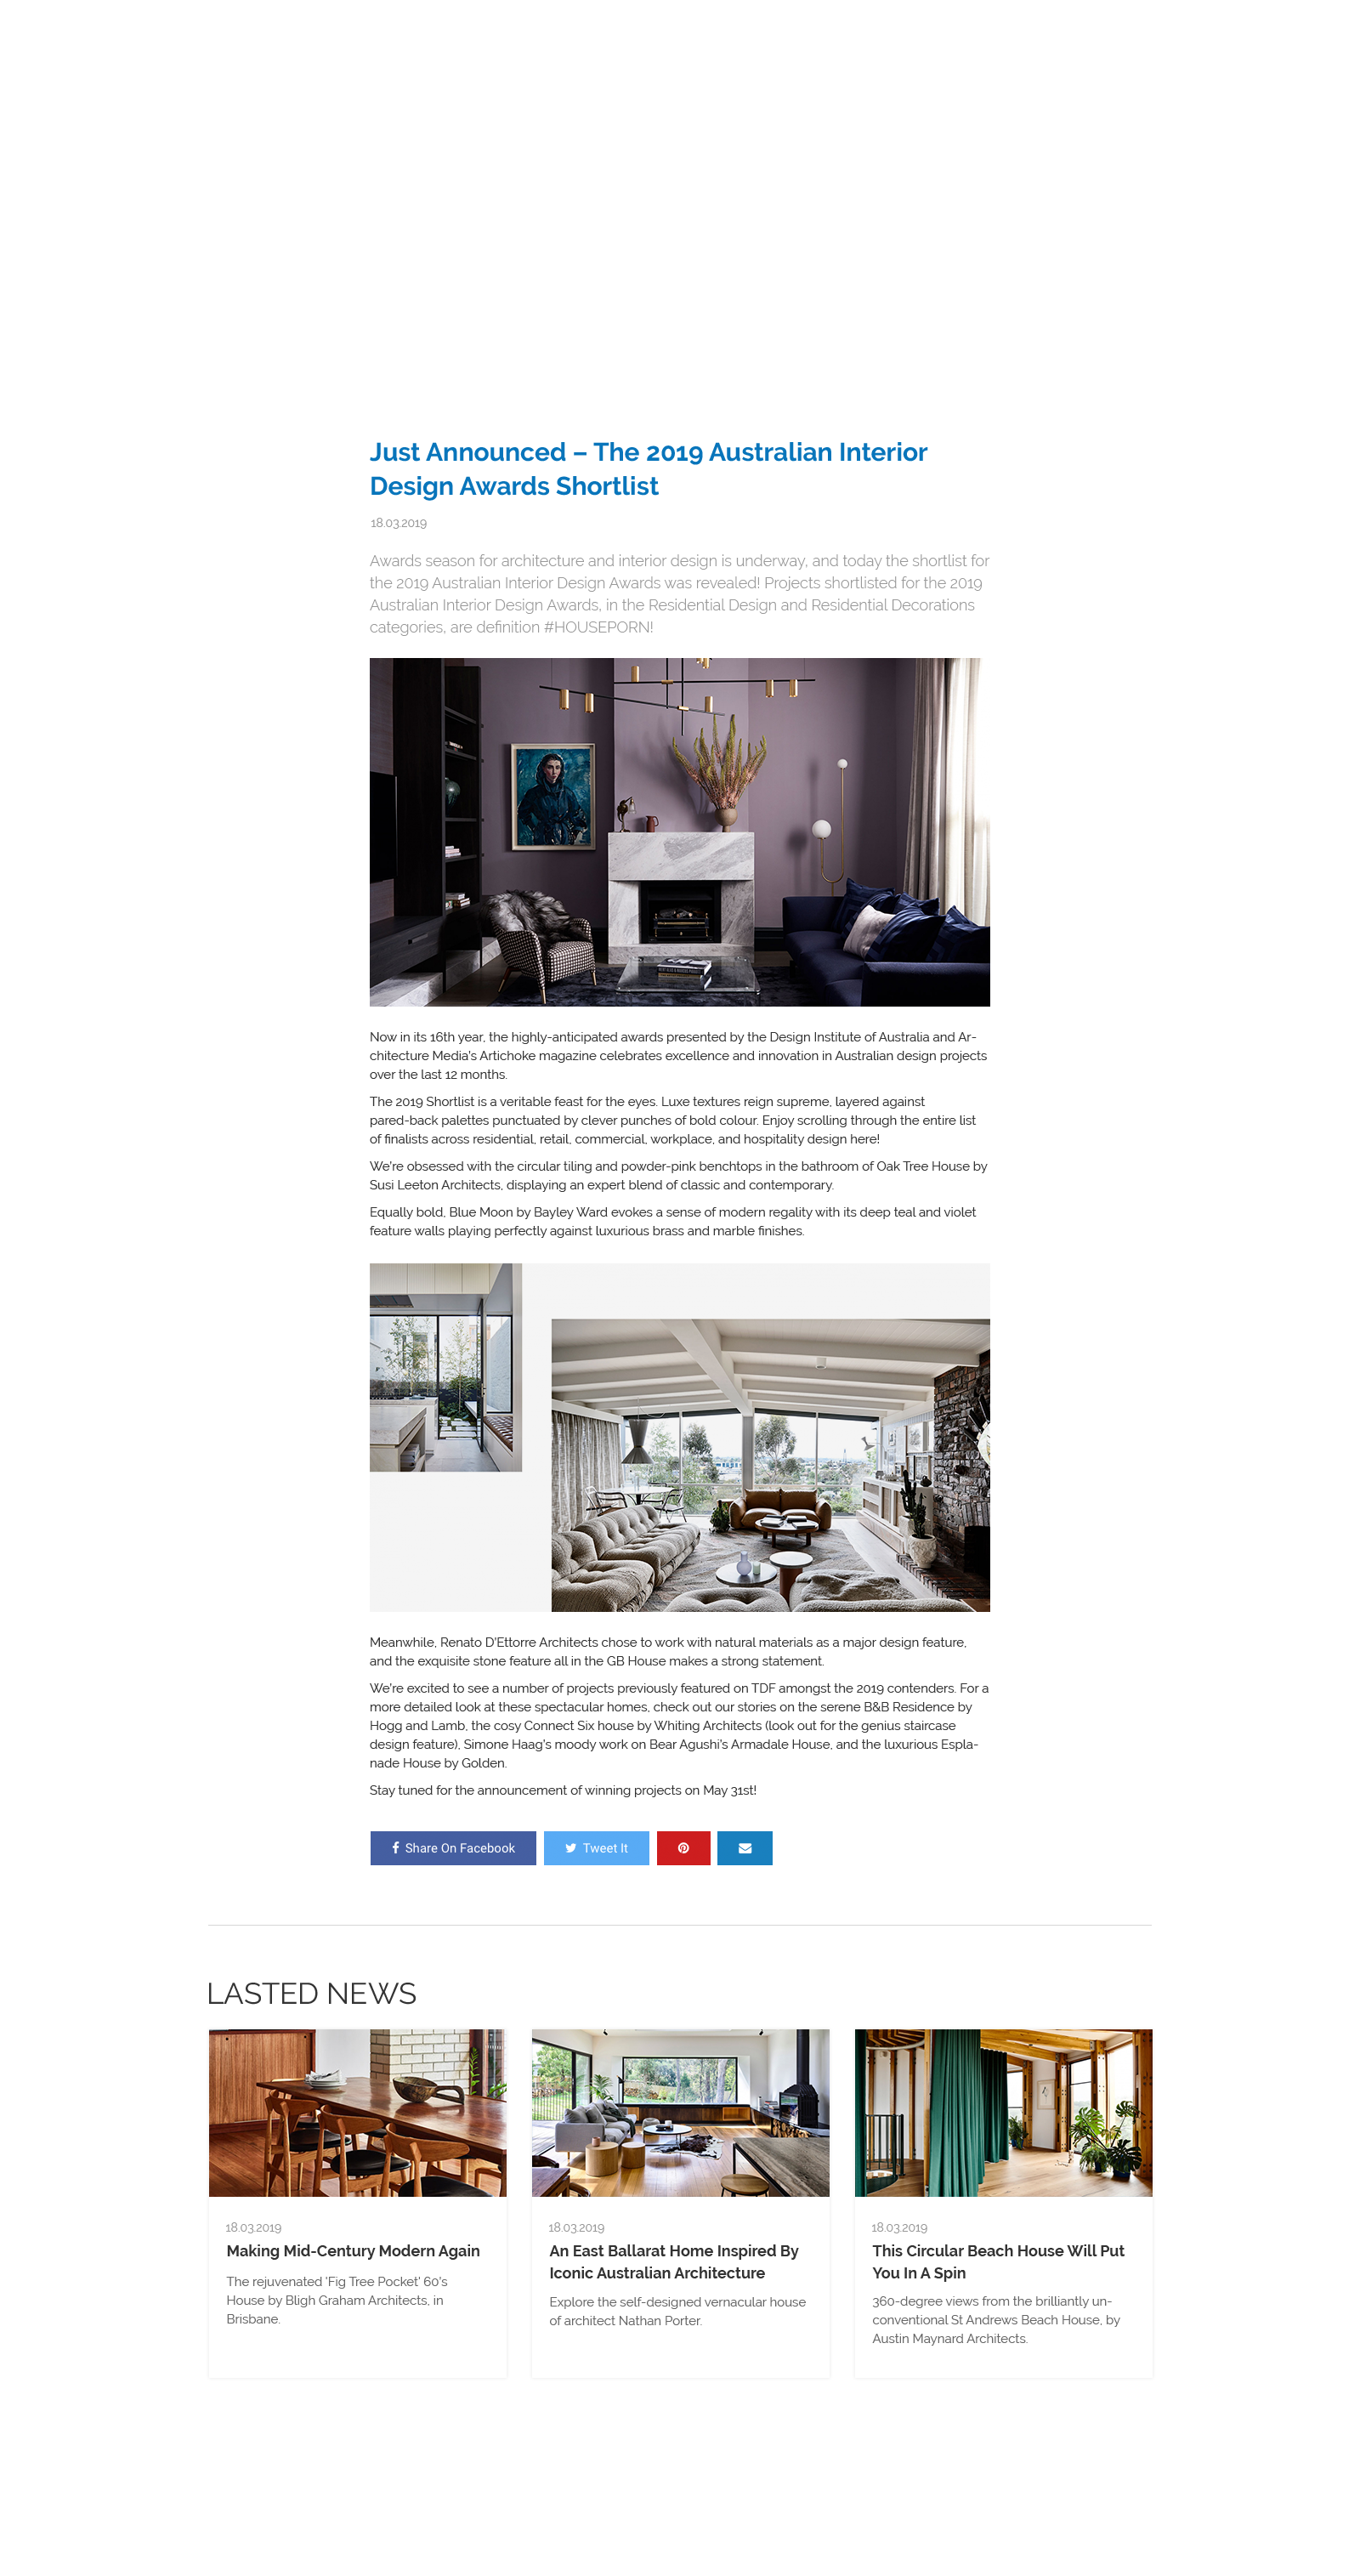 Just Announced – The 2019 Australian Interior
Design Awards Shortlist
18.03.2019
Awards season for architecture and interior design is underway, and today the shortlist for
the 2019 Australian Interior Design Awards was revealed! Projects shortlisted for the 2019
Australian Interior Design Awards, in the Residential Design and Residential Decorations
categories, are definition #HOUSEPORN!
Now in its 16th year, the highly-anticipated awards presented by the Design Institute of Australia and Ar-
chitecture Media's Artichoke magazine celebrates excellence and innovation in Australian design projects
over the last 12 months.
The 2019 Shortlist is a veritable feast for the eyes. Luxe textures reign supreme, layered against
pared-back palettes punctuated by clever punches of bold colour. Enjoy scrolling through the entire list
of finalists across residential, retail, commercial, workplace, and hospitality design here!
We're obsessed with the circular tiling and powder-pink benchtops in the bathroom of Oak Tree House by
Susi Leeton Architects, displaying an expert blend of classic and contemporary.
Equally bold, Blue Moon by Bayley Ward evokes a sense of modern regality with its deep teal and violet
feature walls playing perfectly against luxurious brass and marble finishes.
Meanwhile, Renato D'Ettorre Architects chose to work with natural materials as a major design feature,
and the exquisite stone feature all in the GB House makes a strong statement.
We're excited to see a number of projects previously featured on TDF amongst the 2019 contenders. For a
more detailed look at these spectacular homes, check out our stories on the serene B&B Residence by
Hogg and Lamb, the cosy Connect Six house by Whiting Architects (look out for the genius staircase
design feature), Simone Haag's moody work on Bear Agushi's Armadale House, and the luxurious Espla-
nade House by Golden.
Stay tuned for the announcement of winning projects on May 31st!
Share On Facebook
Tweet It
LASTED NEWS
18.03.2019
Making Mid-Century Modern Again
The rejuvenated 'Fig Tree Pocket' 60's
House by Bligh Graham Architects, in
Brisbane.
18.03.2019
An East Ballarat Home Inspired By
Iconic Australian Architecture
Explore the self-designed vernacular house
of architect Nathan Porter.
18.03.2019
This Circular Beach House Will Put
You In A Spin
360-degree views from the brilliantly un-
conventional St Andrews Beach House, by
Austin Maynard Architects.